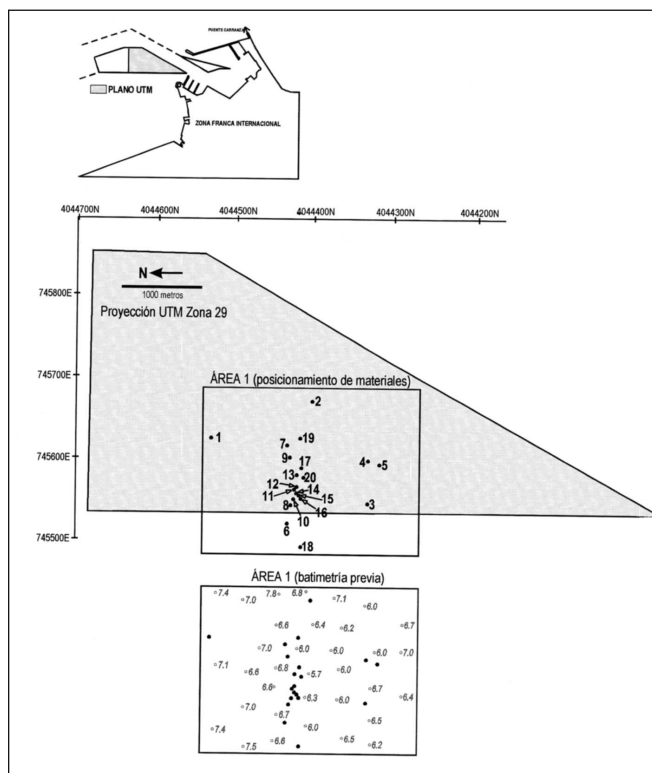 PUENTE CARRANZA
PLANO UTM
ZONA FRANCA INTERNACIONAL
4044700N 4044600N 4044500N 4044400N 4044300N 4044200N
745800E
N
1000 metros
Proyección UTM Zona 29
745700E
ÁREA 1 (posicionamiento de materiales)
2
1
7 19
745600E
9
17
4 5
13 20
12 14
11 15
8 10 16 3
6
745500E
18
ÁREA 1 (batimetría previa)
7.4 7.0 7.8 6.8 7.1 6.0
6.6 6.4 6.2 6.7
7.0 6.0 6.0 6.0 7.0
7.1 6.6 6.8 5.7 6.0
6.6 6.3 6.0 6.7 6.4
7.0 6.7 6.5
7.4 6.0
7.5 6.6 6.5 6.2